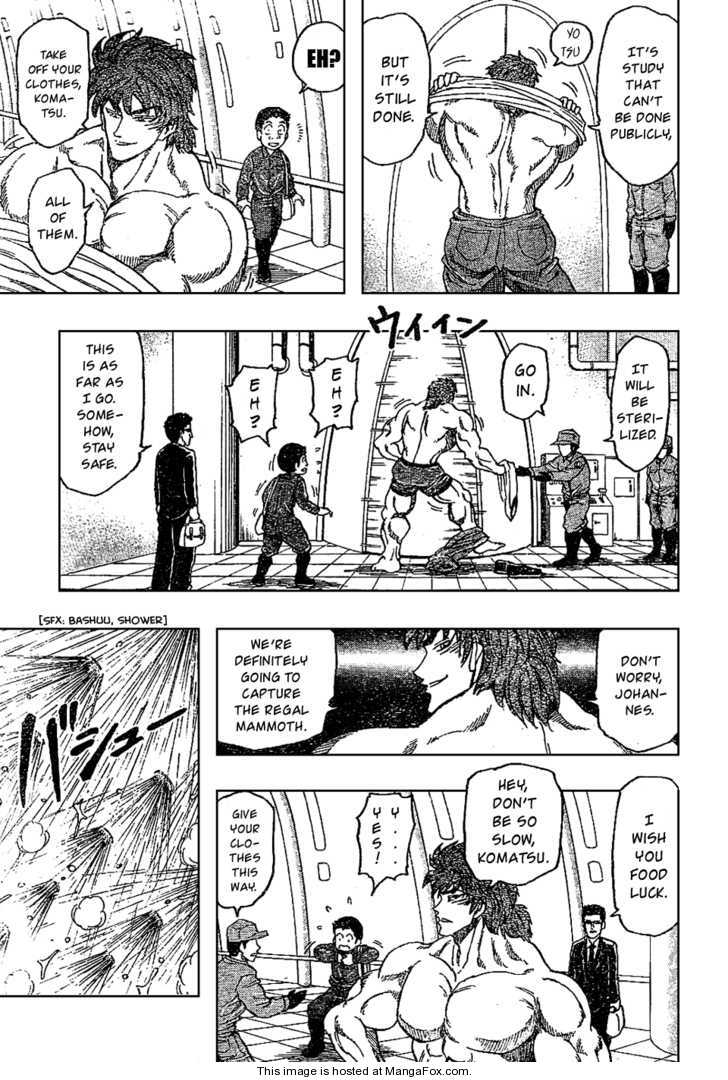 IT'S
STUDY
THAT
CAN'T
BE DONE
PUBLICLY,
YO
TSU
BUT
IT'S
STILL
DONE.
EH?
TAKE
OFF YOUR
CLOTHES,
KOMA-
TSU.
ALL
OF
THEM.
IT
WILL
BE
STERI-
LIZED.
GO
IN.
ウイイン
EH?
EH?
THIS
IS AS
FAR AS
I GO.
SOME-
HOW,
STAY
SAFE.
DON'T
WORRY,
JOHAN-
NES.
WE'RE
DEFINITELY
GOING
TO
CAPTURE
THE REGAL
MAMMOTH.
[SFX: BASHUU, SHOWER]
バシュー
I
WISH
YOU
FOOD
LUCK.
HEY,
DON'T
BE SO
SLOW,
KOMATSU.
Y...
YES!
GIVE
YOUR
CLO-
THES
THIS
WAY.
This image is hosted at MangaFox.com.